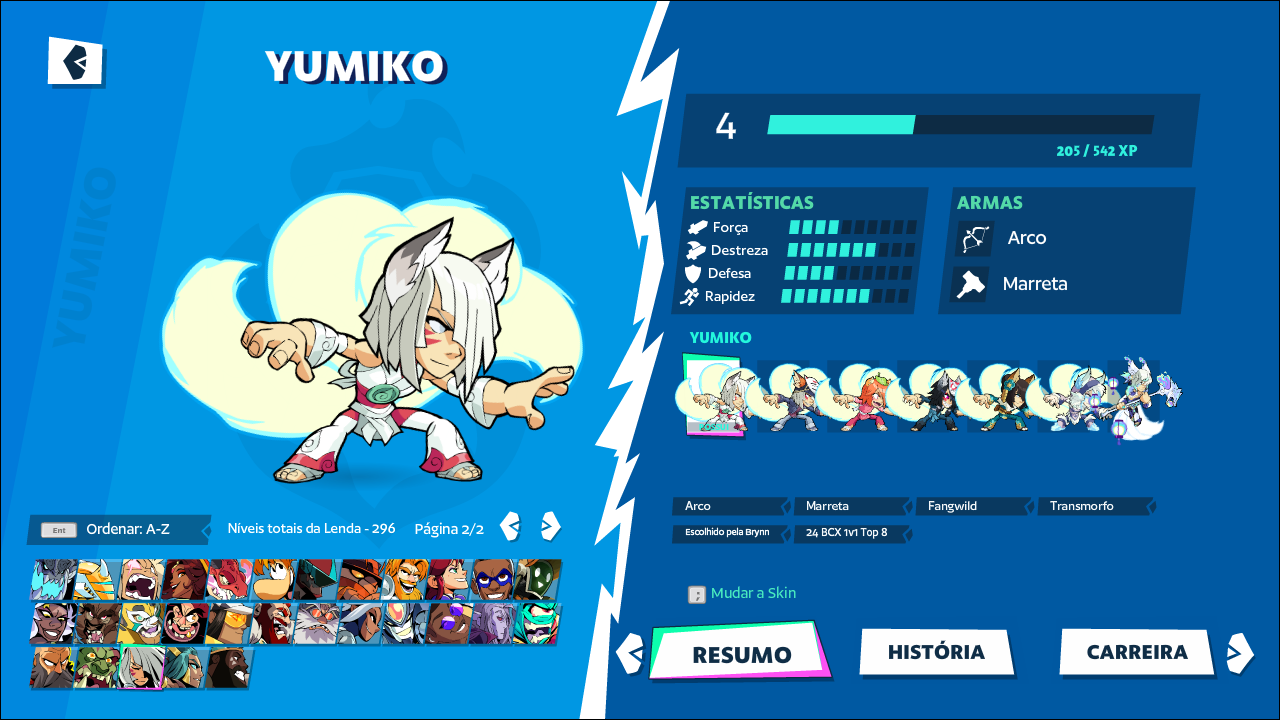 YUMIKO
YUMIKO
4
205 / 542 XP
ESTATÍSTICAS
Força
Destreza
Defesa
Rapidez
ARMAS
Arco
Marreta
YUMIKO
Arco
Marreta
Fangwild
Transmorfo
Escolhido pela Brynn
24 BCX 1v1 Top 8
Ent
Ordenar: A-Z
Níveis totais da Lenda - 296
Página 2/2
; Mudar a Skin
RESUMO
HISTÓRIA
CARREIRA